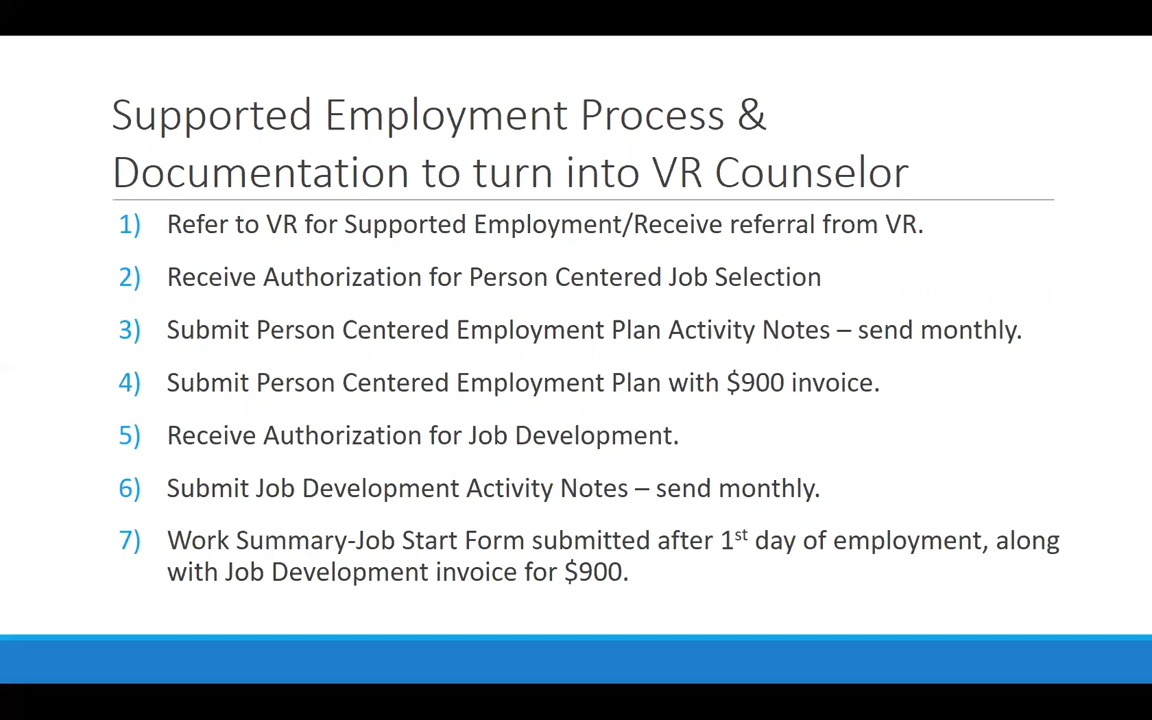 Supported Employment Process &
Documentation to turn into VR Counselor
1) Refer to VR for Supported Employment/Receive referral from VR.
2) Receive Authorization for Person Centered Job Selection
3) Submit Person Centered Employment Plan Activity Notes – send monthly.
4) Submit Person Centered Employment Plan with $900 invoice.
5) Receive Authorization for Job Development.
6) Submit Job Development Activity Notes – send monthly.
7) Work Summary-Job Start Form submitted after 1st day of employment, along
with Job Development invoice for $900.